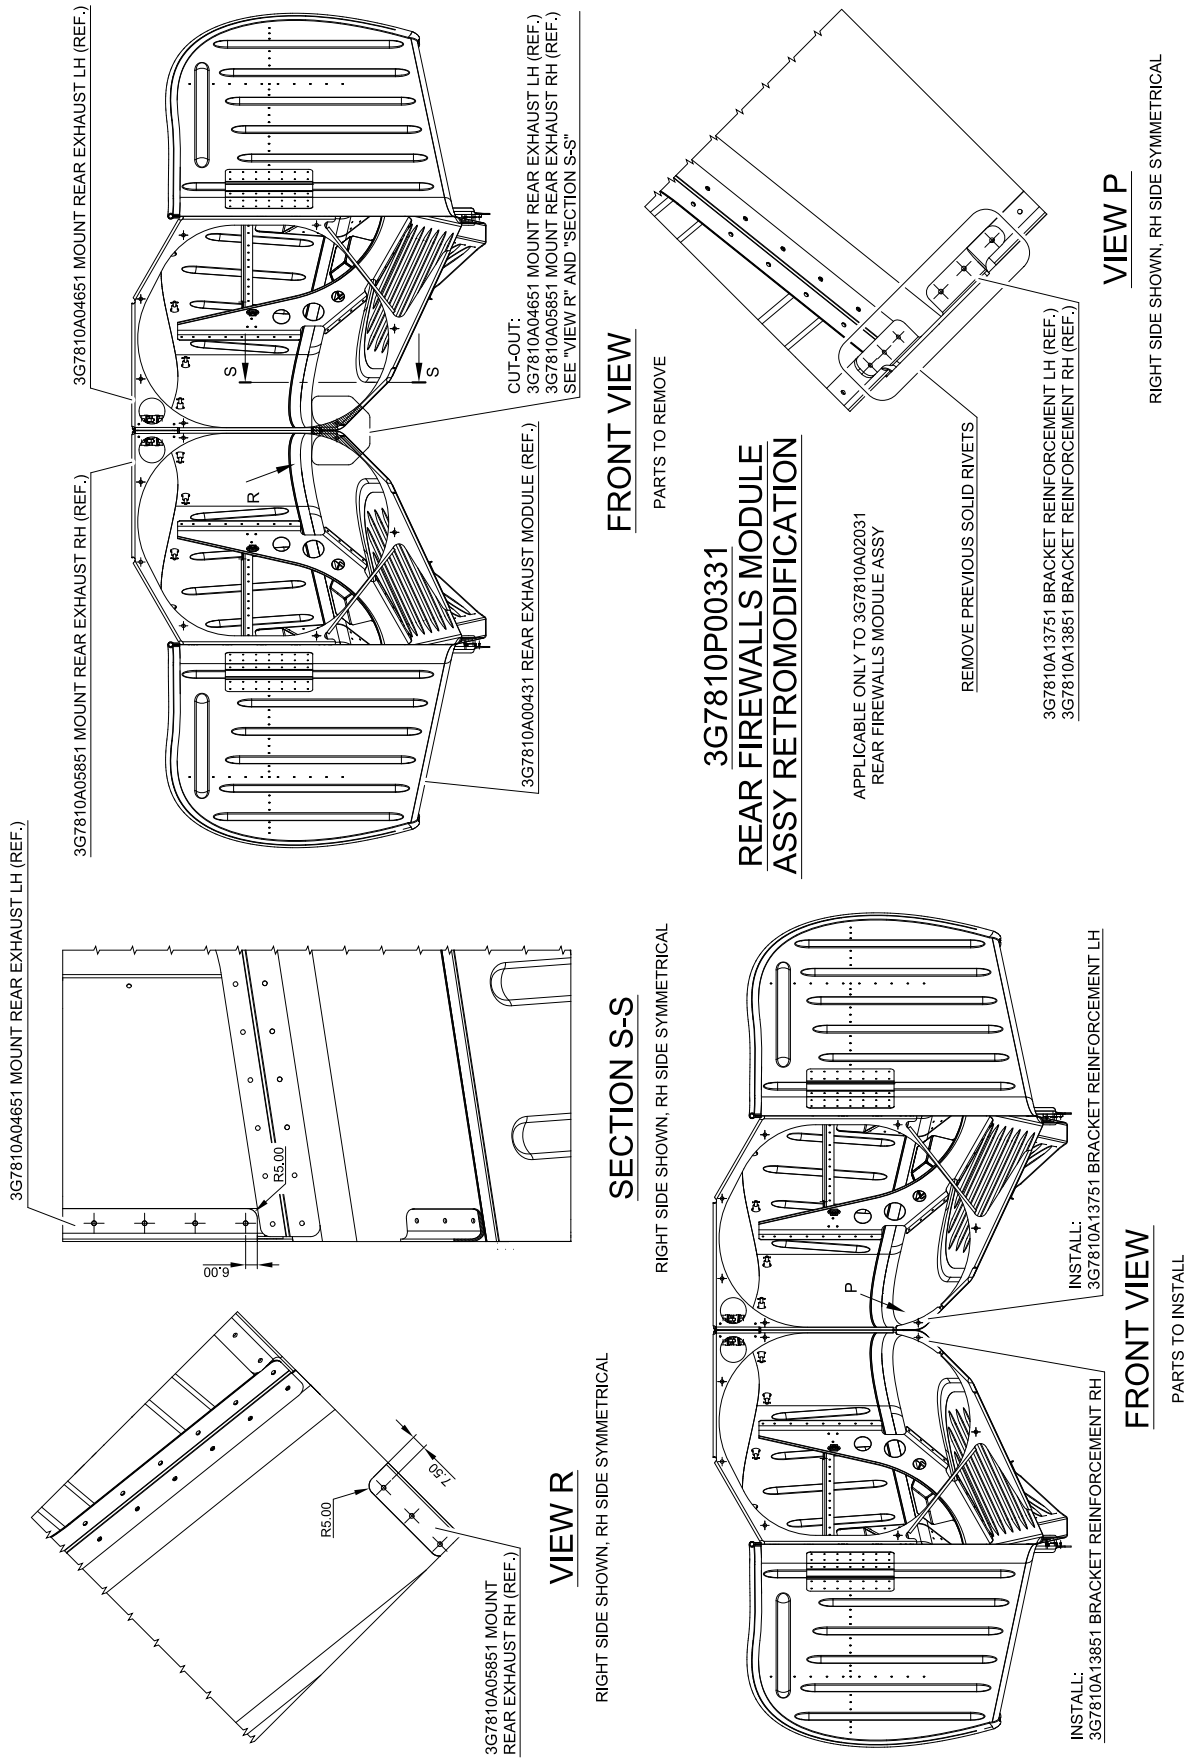 3G7810A04651 MOUNT REAR EXHAUST LH (REF.)
R5.00
6.00
SECTION S-S
RIGHT SIDE SHOWN, RH SIDE SYMMETRICAL
R5.00
7.50
3G7810A05851 MOUNT
REAR EXHAUST RH (REF.)
VIEW R
RIGHT SIDE SHOWN, RH SIDE SYMMETRICAL
3G7810A05851 MOUNT REAR EXHAUST RH (REF.)
3G7810A04651 MOUNT REAR EXHAUST LH (REF.)
R
S
S
3G7810A00431 REAR EXHAUST MODULE (REF.)
CUT-OUT:
3G7810A04651 MOUNT REAR EXHAUST LH (REF.)
3G7810A05851 MOUNT REAR EXHAUST RH (REF.)
SEE "VIEW R" AND "SECTION S-S"
FRONT VIEW
PARTS TO REMOVE
3G7810P00331
REAR FIREWALLS MODULE
ASSY RETROMODIFICATION
APPLICABLE ONLY TO 3G7810A02031
REAR FIREWALLS MODULE ASSY
P
INSTALL:
3G7810A13851 BRACKET REINFORCEMENT RH
INSTALL:
3G7810A13751 BRACKET REINFORCEMENT LH
FRONT VIEW
PARTS TO INSTALL
REMOVE PREVIOUS SOLID RIVETS
3G7810A13751 BRACKET REINFORCEMENT LH (REF.)
3G7810A13851 BRACKET REINFORCEMENT RH (REF.)
VIEW P
RIGHT SIDE SHOWN, RH SIDE SYMMETRICAL